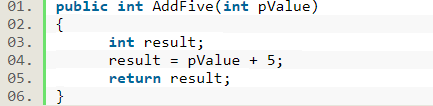 01. public int AddFive(int pValue)
02. {
03.       int result;
04.       result = pValue + 5;
05.       return result;
06. }